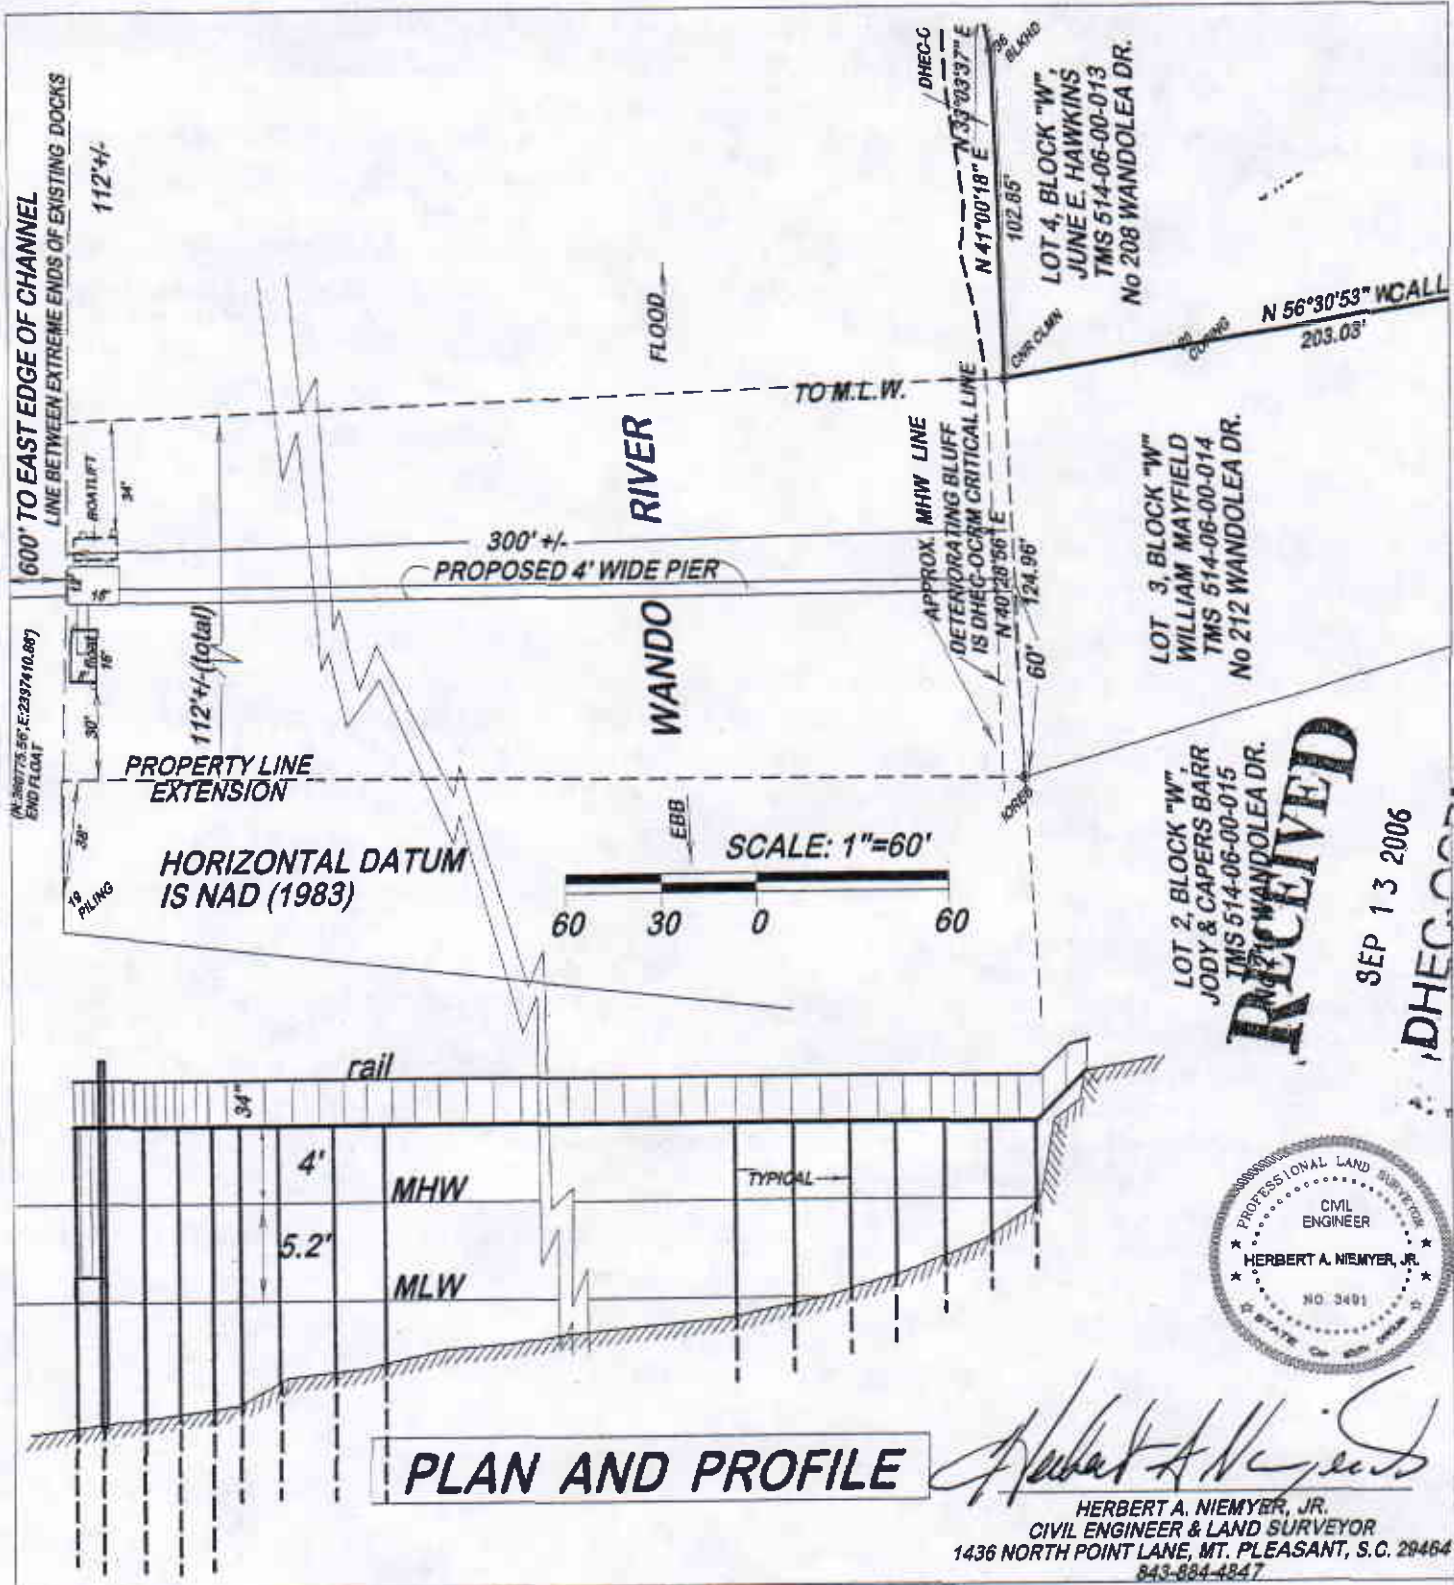 600' TO EAST EDGE OF CHANNEL
LINE BETWEEN EXTREME ENDS OF EXISTING DOCKS
112'+/-
BOATLIFT
34'
12'
16'
float
16'
30'
END FLOAT
112'+/-(total)
300' +/-
PROPOSED 4' WIDE PIER
FLOOD
WANDO RIVER
TO M.L.W.
EBB
PROPERTY LINE
EXTENSION
38'
19
PILING
HORIZONTAL DATUM
IS NAD (1983)
SCALE: 1"=60'
60 30 0 60
APPROX. MHW LINE
DETERIORATING BLUFF
IS DHEC-OCRM CRITICAL LINE
N 40°28'56" E
124.96'
60'
DHEC-C
N 33°03'37" E
N 41°00'18" E
102.85'
36
BLKHD
CNR CLMN
LOT 4, BLOCK "W",
JUNE E. HAWKINS
TMS 514-06-00-013
No 208 WANDOLEA DR.
N 56°30'53" W CALL
203.03'
LOT 3, BLOCK "W"
WILLIAM MAYFIELD
TMS 514-06-00-014
No 212 WANDOLEA DR.
LOT 2, BLOCK "W",
JODY & CAPERS BARR
TMS 514-06-00-015
WANDOLEA DR.
RECEIVED
SEP 13 2006
DHEC
rail
34"
4'
MHW
5.2'
MLW
TYPICAL
PROFESSIONAL LAND SURVEYOR
CIVIL
ENGINEER
HERBERT A. NIEMYER, JR.
NO. 3491
STATE
PLAN AND PROFILE
HERBERT A. NIEMYER, JR.
CIVIL ENGINEER & LAND SURVEYOR
1436 NORTH POINT LANE, MT. PLEASANT, S.C. 29464
843-884-4847